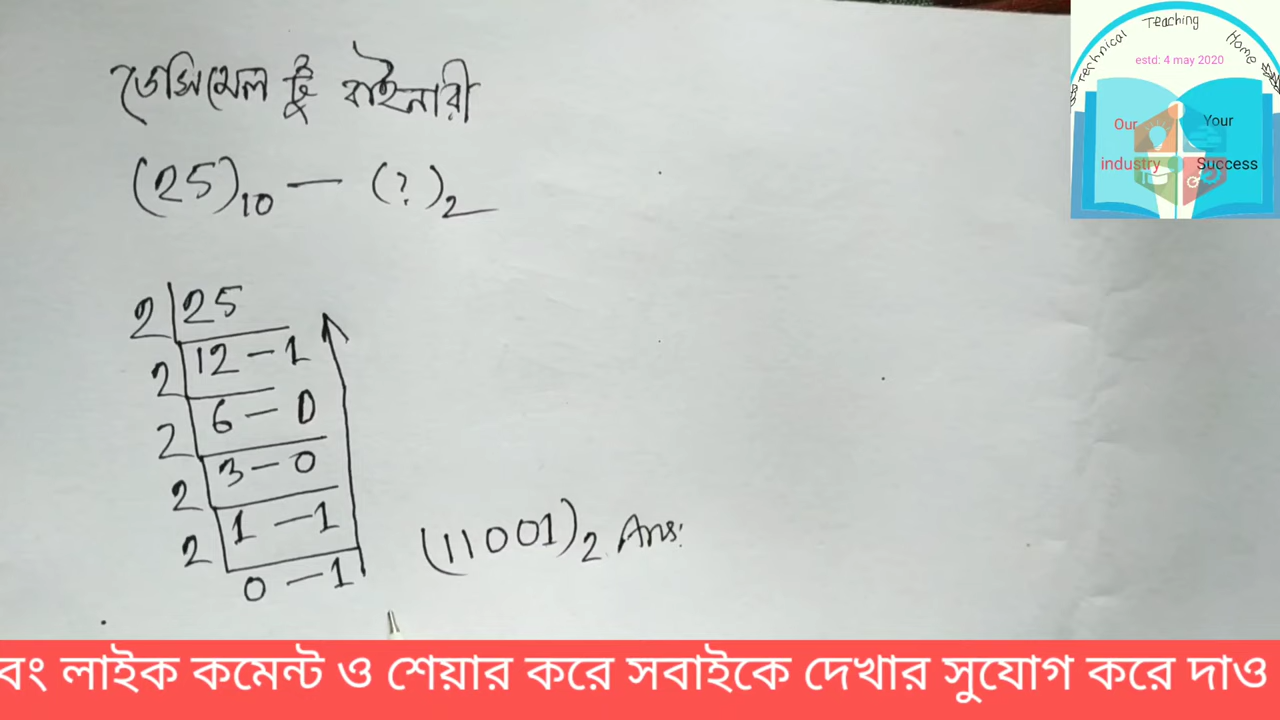 ডেসিমেল টু বাইনারী
(25)10 — (?)2
2 | 25
2 | 12 — 1
2 | 6 — 0
2 | 3 — 0
2 | 1 — 1
0 — 1
(11001)2 Ans:
Technical Teaching Home
estd: 4 may 2020
Our Your
industry Success
বং লাইক কমেন্ট ও শেয়ার করে সবাইকে দেখার সুযোগ করে দাও